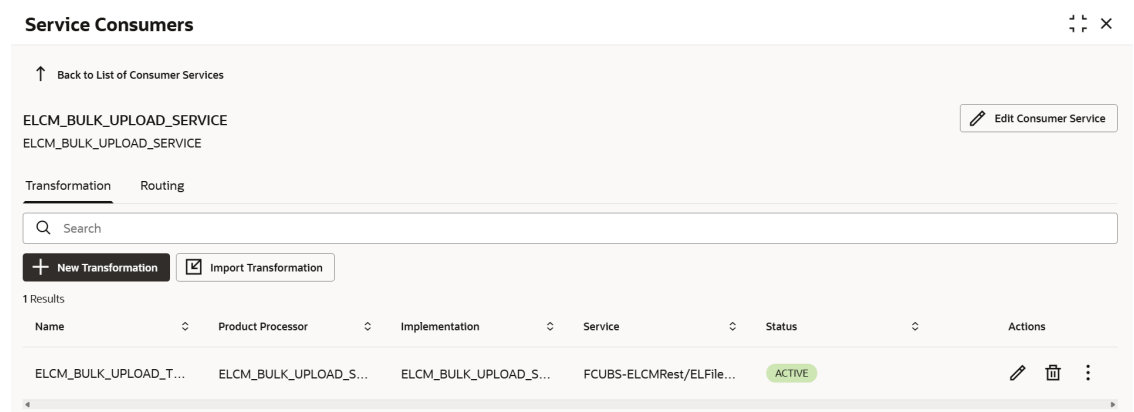 Service Consumers
Back to List of Consumer Services
ELCM_BULK_UPLOAD_SERVICE
Edit Consumer Service
ELCM_BULK_UPLOAD_SERVICE
Transformation Routing
Search
New Transformation Import Transformation
1 Results
Name Product Processor Implementation Service Status Actions
ELCM_BULK_UPLOAD_T... ELCM_BULK_UPLOAD_S... ELCM_BULK_UPLOAD_S... FCUBS-ELCMRest/ELFile... ACTIVE